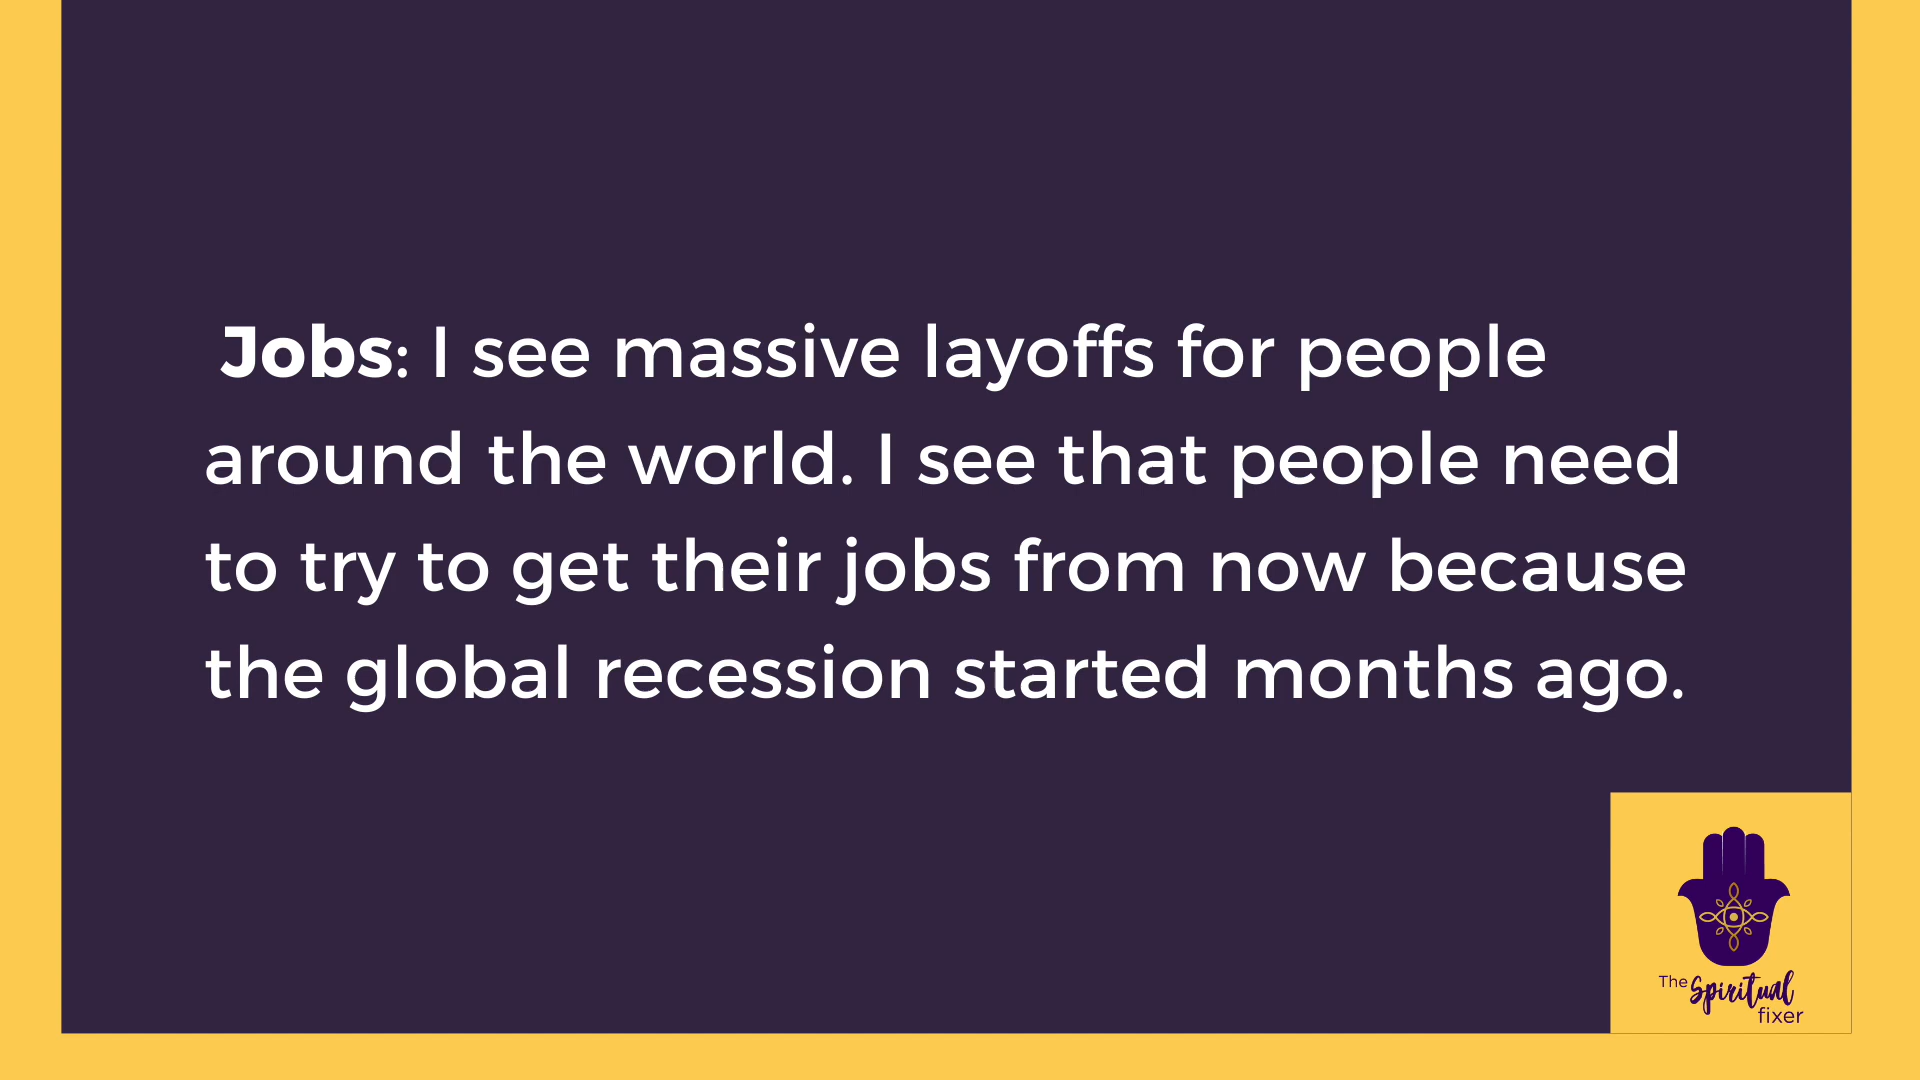 Jobs: I see massive layoffs for people
around the world. I see that people need
to try to get their jobs from now because
the global recession started months ago.
The Spiritual
fixer